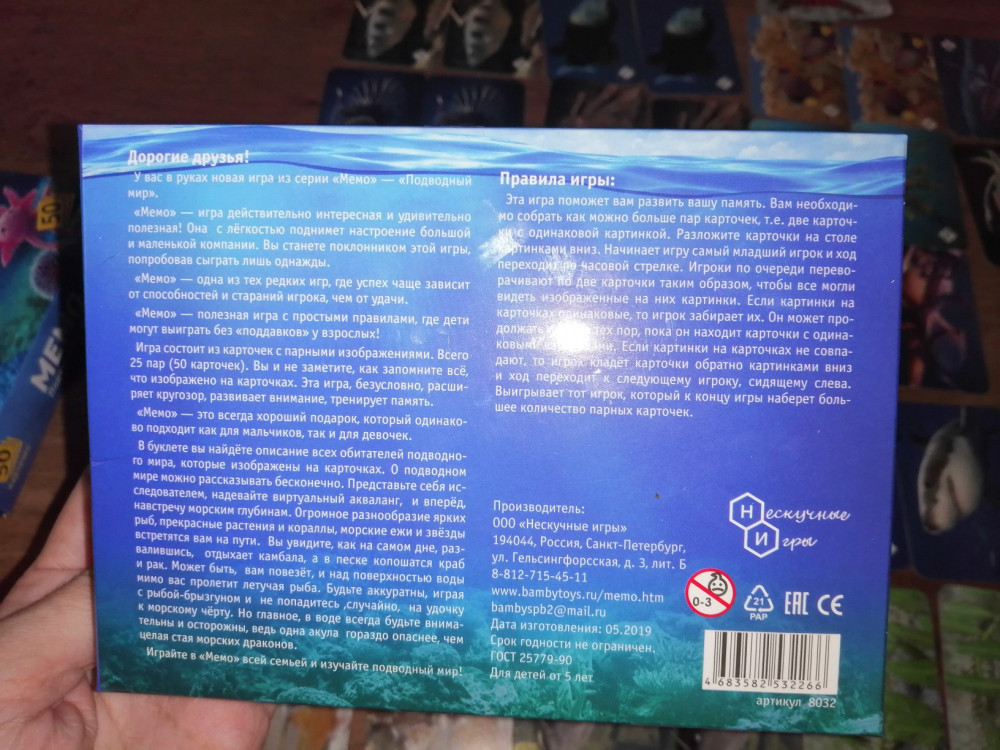 Дорогие друзья!
У вас в руках новая игра из серии «Мемо» — «Подводный
мир».
«Мемо» — игра действительно интересная и удивительно
полезная! Она с лёгкостью поднимет настроение большой
и маленькой компании. Вы станете поклонником этой игры,
попробовав сыграть лишь однажды.
«Мемо» — одна из тех редких игр, где успех чаще зависит
от способностей и стараний игрока, чем от удачи.
«Мемо» — полезная игра с простыми правилами, где дети
могут выиграть без «поддавков» у взрослых!
Игра состоит из карточек с парными изображениями. Всего
25 пар (50 карточек). Вы и не заметите, как запомните всё,
что изображено на карточках. Эта игра, безусловно, расши-
ряет кругозор, развивает внимание, тренирует память.
«Мемо» — это всегда хороший подарок, который одинако-
во подходит как для мальчиков, так и для девочек.
В буклете вы найдёте описание всех обитателей подводно-
го мира, которые изображены на карточках. О подводном
мире можно рассказывать бесконечно. Представьте себя ис-
следователем, надевайте виртуальный акваланг, и вперёд,
навстречу морским глубинам. Огромное разнообразие ярких
рыб, прекрасные растения и кораллы, морские ежи и звёзды
встретятся вам на пути. Вы увидите, как на самом дне, раз-
валившись, отдыхает камбала, а в песке копошатся краб
и рак. Может быть, вам повезёт, и над поверхностью воды
мимо вас пролетит летучая рыба. Будьте аккуратны, играя
с рыбой-брызгуном и не попадитесь ,случайно, на удочку
к морскому чёрту. Но главное, в воде всегда будьте внима-
тельны и осторожны, ведь одна акула гораздо опаснее, чем
целая стая морских драконов.
Играйте в «Мемо» всей семьей и изучайте подводный мир!
Правила игры:
Эта игра поможет вам развить вашу память. Вам необходи-
мо собрать как можно больше пар карточек, т.е. две карточ-
ки с одинаковой картинкой. Разложите карточки на столе
картинками вниз. Начинает игру самый младший игрок и ход
переходит по часовой стрелке. Игроки по очереди перево-
рачивают по две карточки таким образом, чтобы все могли
видеть изображенные на них картинки. Если картинки на
карточках одинаковые, то игрок забирает их. Он может про-
должать тех пор, пока он находит карточки с одина-
ковыми Если картинки на карточках не совпа-
дают, то игрок кладёт карточки обратно картинками вниз
и ход переходит к следующему игроку, сидящему слева.
Выигрывает тот игрок, который к концу игры наберет боль-
шее количество парных карточек.
Производитель:
ООО «Нескучные игры»
194044, Россия, Санкт-Петербург,
ул. Гельсингфорсская, д. 3, лит. Б
8-812-715-45-11
www.bambytoys.ru/memo.htm
bambyspb2@mail.ru
Дата изготовления: 05.2019
Срок годности не ограничен.
ГОСТ 25779-90
Для детей от 5 лет
Нескучные
Игры
0-3
21
PAP
EAC CE
4 683582 532266
артикул 8032
50
50